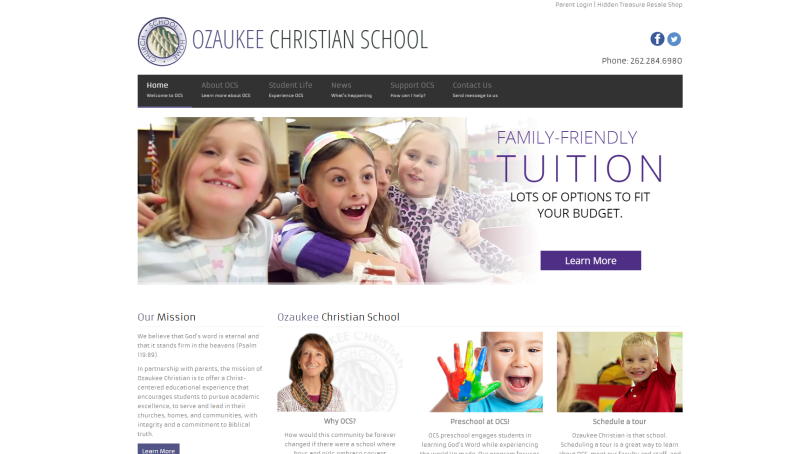 Parent Login | Hidden Treasure Resale Shop
CHURCH SCHOOL HOME
OZAUKEE CHRISTIAN SCHOOL
Phone: 262.284.6980
Home
Welcome to OCS
About OCS
Learn more about OCS
Student Life
Experience OCS
News
What's happening
Support OCS
How can I help?
Contact Us
Send message to us
FAMILY-FRIENDLY
TUITION
LOTS OF OPTIONS TO FIT
YOUR BUDGET.
Learn More
Our Mission
We believe that God's word is eternal and
that it stands firm in the heavens (Psalm
119:89)
In partnership with parents, the mission of
Ozaukee Christian is to offer a Christ-
centered educational experience that
encourages students to pursue academic
excellence, to serve and lead in their
churches, homes, and communities, with
integrity and a commitment to Biblical
truth.
Learn More
Ozaukee Christian School
Why OCS?
How would this community be forever
changed if there were a school where
boys and girls embrace servant
Preschool at OCS!
OCS preschool engages students in
learning God's Word while experiencing
Schedule a tour
Ozaukee Christian is that school.
Scheduling a tour is a great way to learn